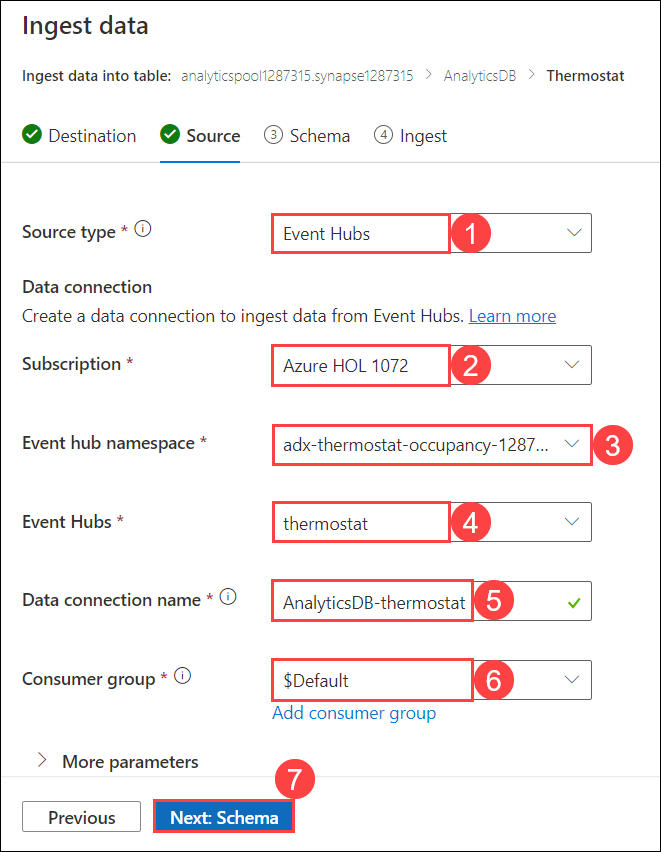 Ingest data
Ingest data into table: analyticspool1287315.synapse1287315 > AnalyticsDB > Thermostat
Destination Source 3 Schema 4 Ingest
Source type * Event Hubs 1
Data connection
Create a data connection to ingest data from Event Hubs. Learn more
Subscription * Azure HOL 1072 2
Event hub namespace * adx-thermostat-occupancy-1287... 3
Event Hubs * thermostat 4
Data connection name * AnalyticsDB-thermostat 5
Consumer group * $Default 6
Add consumer group
More parameters
7
Previous Next: Schema